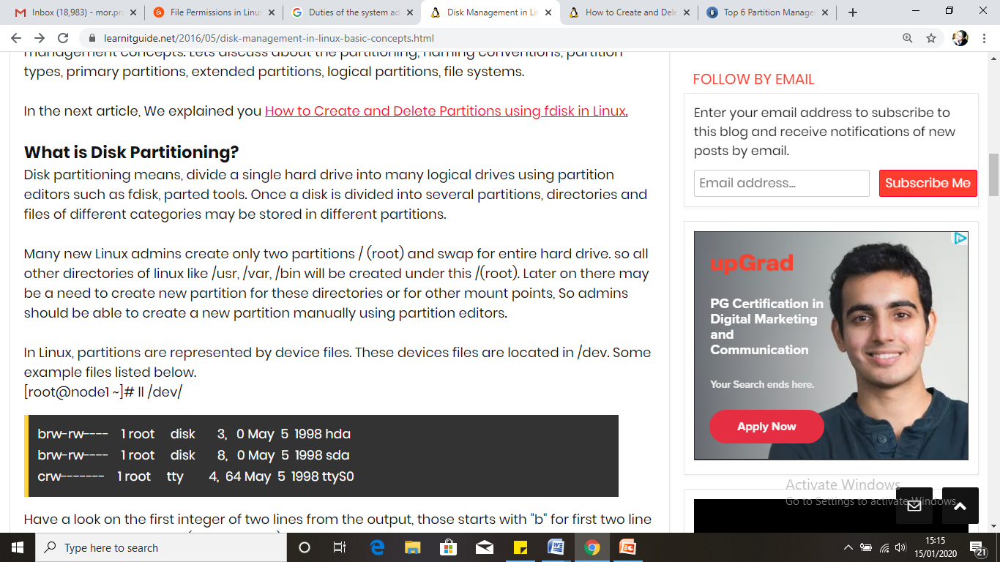 Inbox (18,983) - mor.pra
File Permissions in Linu
Duties of the system ad
Disk Management in Li
How to Create and Dele
Top 6 Partition Manage
learnitguide.net/2016/05/disk-management-in-linux-basic-concepts.html
management concepts. Lets discuss about the partitioning, naming conventions, partition
types, primary partitions, extended partitions, logical partitions, file systems.
In the next article, We explained you How to Create and Delete Partitions using fdisk in Linux.
What is Disk Partitioning?
Disk partitioning means, divide a single hard drive into many logical drives using partition
editors such as fdisk, parted tools. Once a disk is divided into several partitions, directories and
files of different categories may be stored in different partitions.
Many new Linux admins create only two partitions / (root) and swap for entire hard drive. so all
other directories of linux like /usr, /var, /bin will be created under this /(root). Later on there may
be a need to create new partition for these directories or for other mount points, So admins
should be able to create a new partition manually using partition editors.
In Linux, partitions are represented by device files. These devices files are located in /dev. Some
example files listed below.
[root@node1 ~]# ll /dev/
brw-rw---- 1 root disk 3, 0 May 5 1998 hda
brw-rw---- 1 root disk 8, 0 May 5 1998 sda
crw------- 1 root tty 4, 64 May 5 1998 ttyS0
Have a look on the first integer of two lines from the output, those starts with "b" for first two line
FOLLOW BY EMAIL
Enter your email address to subscribe to
this blog and receive notifications of new
posts by email.
Email address...
Subscribe Me
upGrad
PG Certification in
Digital Marketing
and
Communication
Your Search ends here.
Apply Now
Activate Windows
Go to Settings to activate Windows.
Type here to search
15:15
15/01/2020
21